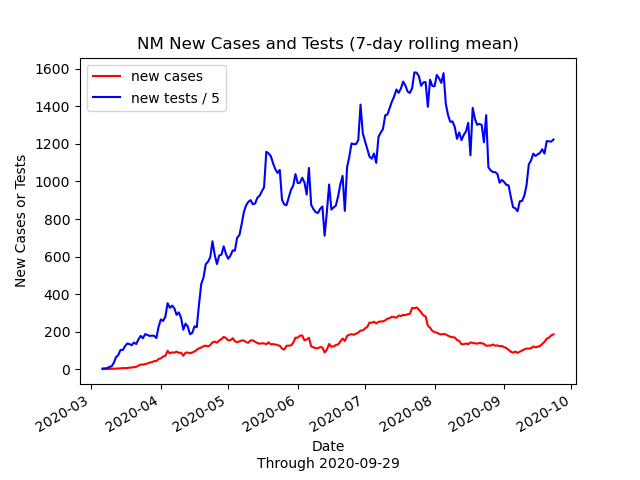 NM New Cases and Tests (7-day rolling mean)
new cases
new tests / 5
1600
1400
1200
1000
800
600
400
200
0
New Cases or Tests
2020-03
2020-04
2020-05
2020-06
2020-07
2020-08
2020-09
2020-10
Date
Through 2020-09-29